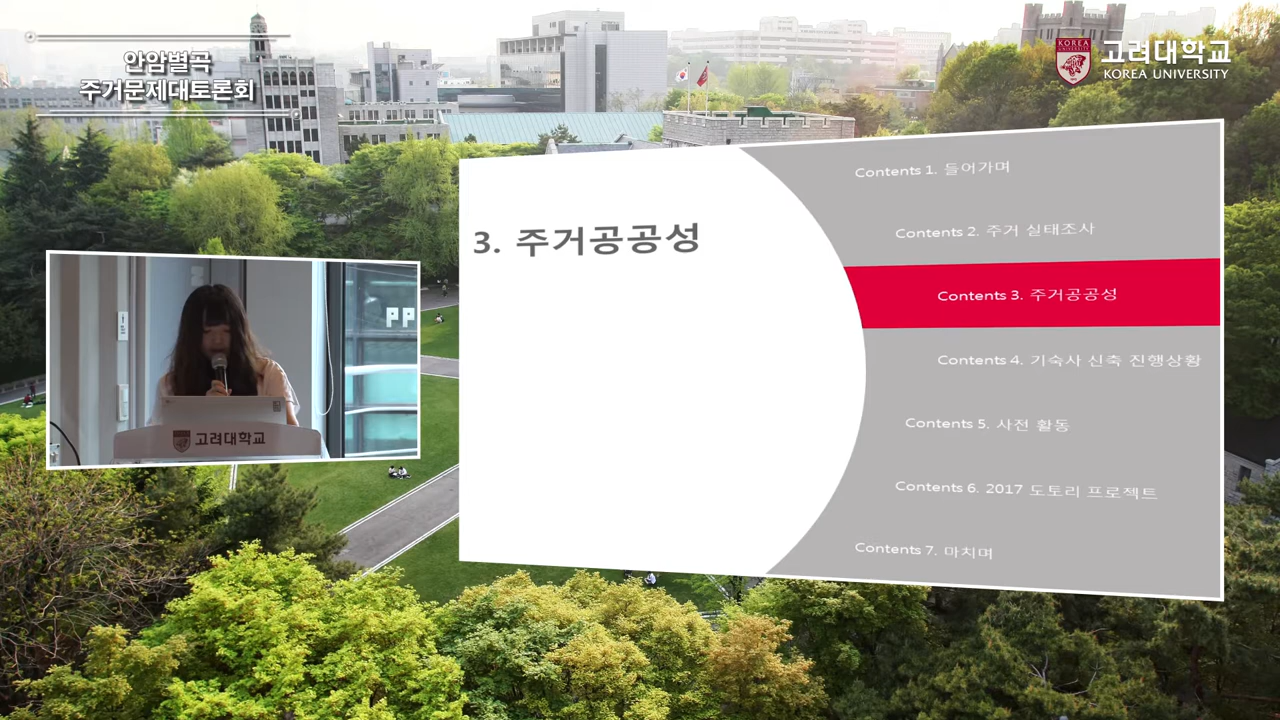 안암별곡
주거문제대토론회
KOREA
UNIVERSITY
고려대학교
KOREA UNIVERSITY
3. 주거공공성
Contents 1. 들어가며
Contents 2. 주거 실태조사
Contents 3. 주거공공성
Contents 4. 기숙사 신축 진행상황
Contents 5. 사전 활동
Contents 6. 2017 도토리 프로젝트
Contents 7. 마치며
고려대학교